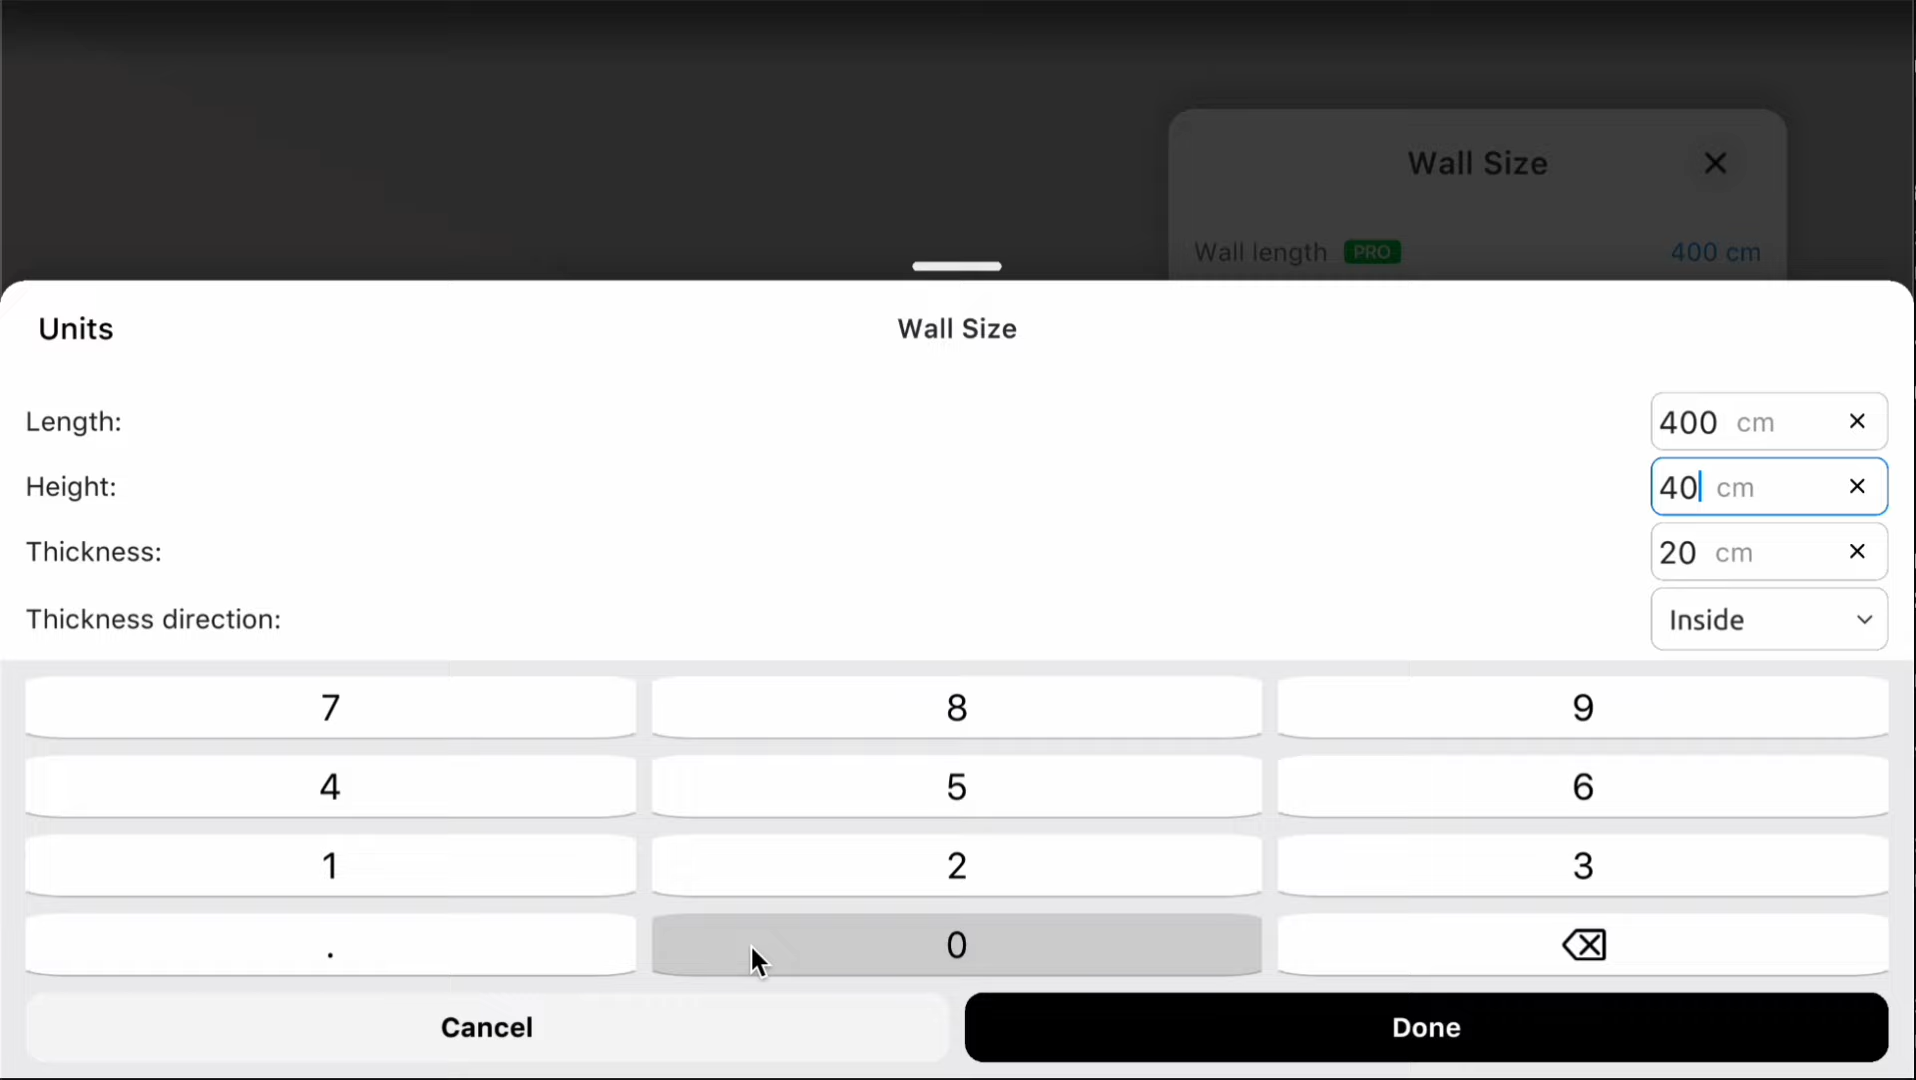 Wall Size
Wall length PRO 400 cm
Units Wall Size
Length: 400 cm
Height: 40 cm
Thickness: 20 cm
Thickness direction: Inside
7 8 9
4 5 6
1 2 3
. 0
Cancel Done